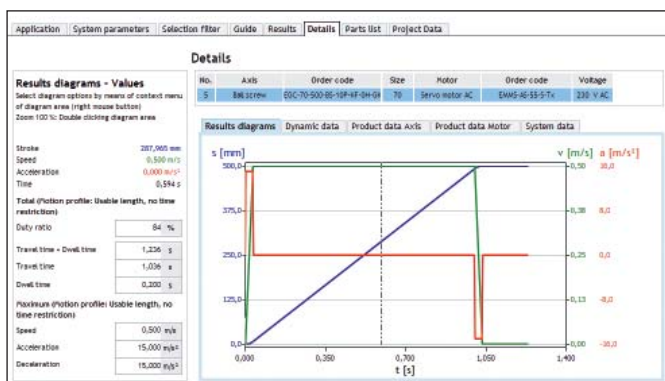 Application System parameters Selection filter Guide Results Details Parts list Project Data
Details
Results diagrams - Values
Select diagram options by means of context menu
of diagram area (right mouse button)
Zoom 100 %: Double clicking diagram area
Stroke 287,965 mm
Speed 0,500 m/s
Acceleration 0,000 m/s²
Time 0,594 s
Total (Motion profile: Usable length, no time
restriction)
Duty ratio 84 %
Travel time + Dwell time 1,236 s
Travel time 1,036 s
Dwell time 0,200 s
Maximum (Motion profile: Usable length, no
time restriction)
Speed 0,500 m/s
Acceleration 15,000 m/s²
Deceleration 15,000 m/s²
No. Axis Order code Size Motor Order code Voltage
5 Ball screw 70 Servo motor AC 230 V AC
Results diagrams Dynamic data Product data Axis Product data Motor System data
s [mm] v [m/s] a [m/s²]
500,0 0,50
375,0 0,38 8.0
250,0 0,25 0.0
125,0 0,13 -8.0
0,0 0,00
0,000 0,350 0,700 1,050 1,400
t [s]